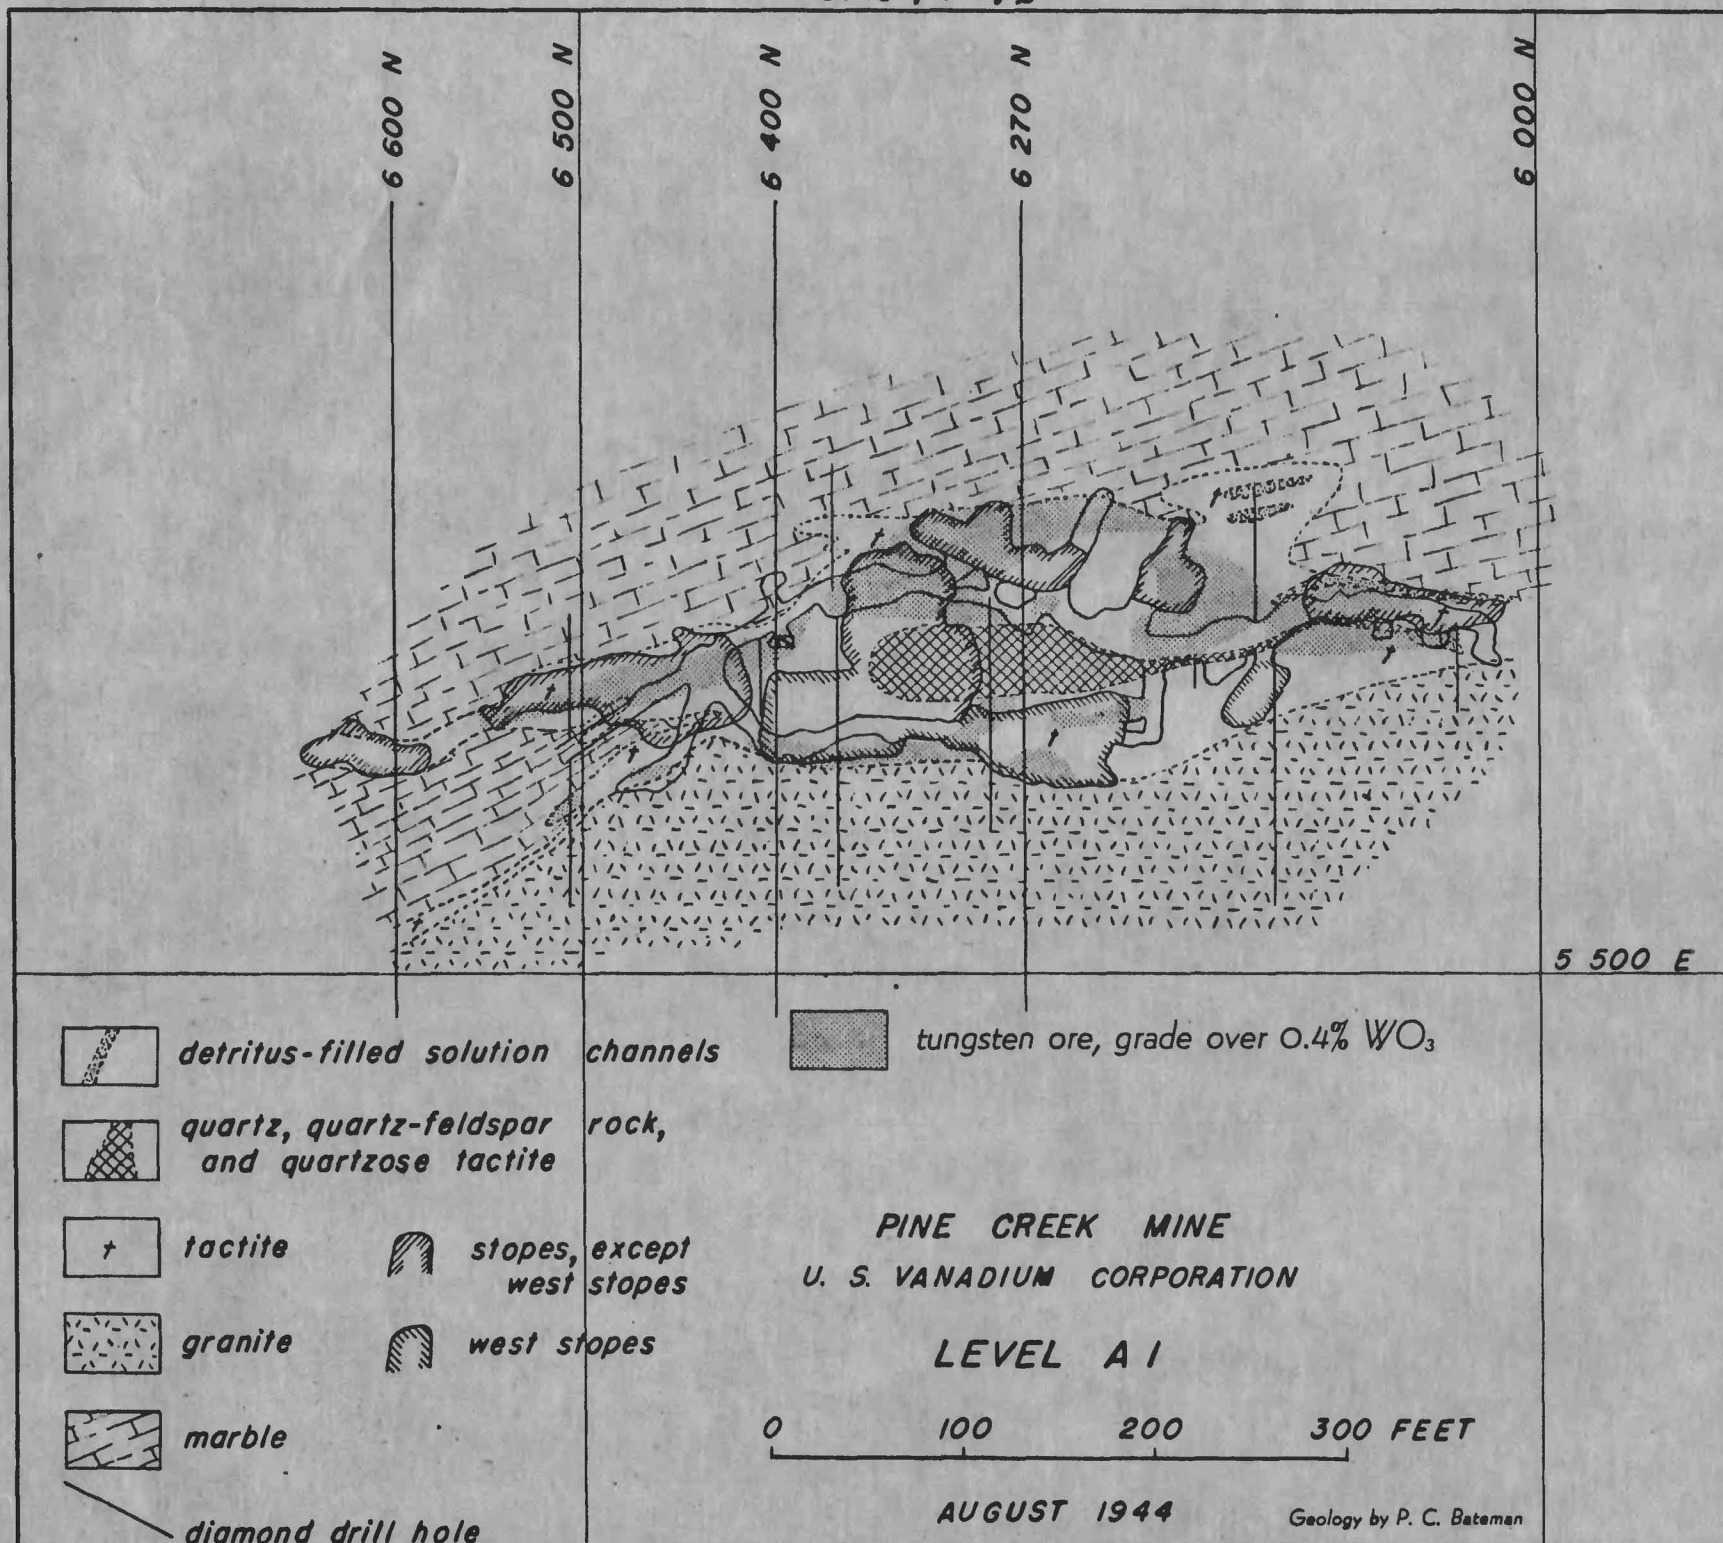 6 600 N
6 500 N
6 400 N
6 270 N
6 000 N
5 500 E
detritus-filled solution channels
tungsten ore, grade over 0.4% WO₃
quartz, quartz-feldspar rock,
and quartzose tactite
tactite
stopes, except
west stopes
granite
west stopes
marble
diamond drill hole
PINE CREEK MINE
U. S. VANADIUM CORPORATION
LEVEL A 1
0 100 200 300 FEET
AUGUST 1944
Geology by P. C. Bateman